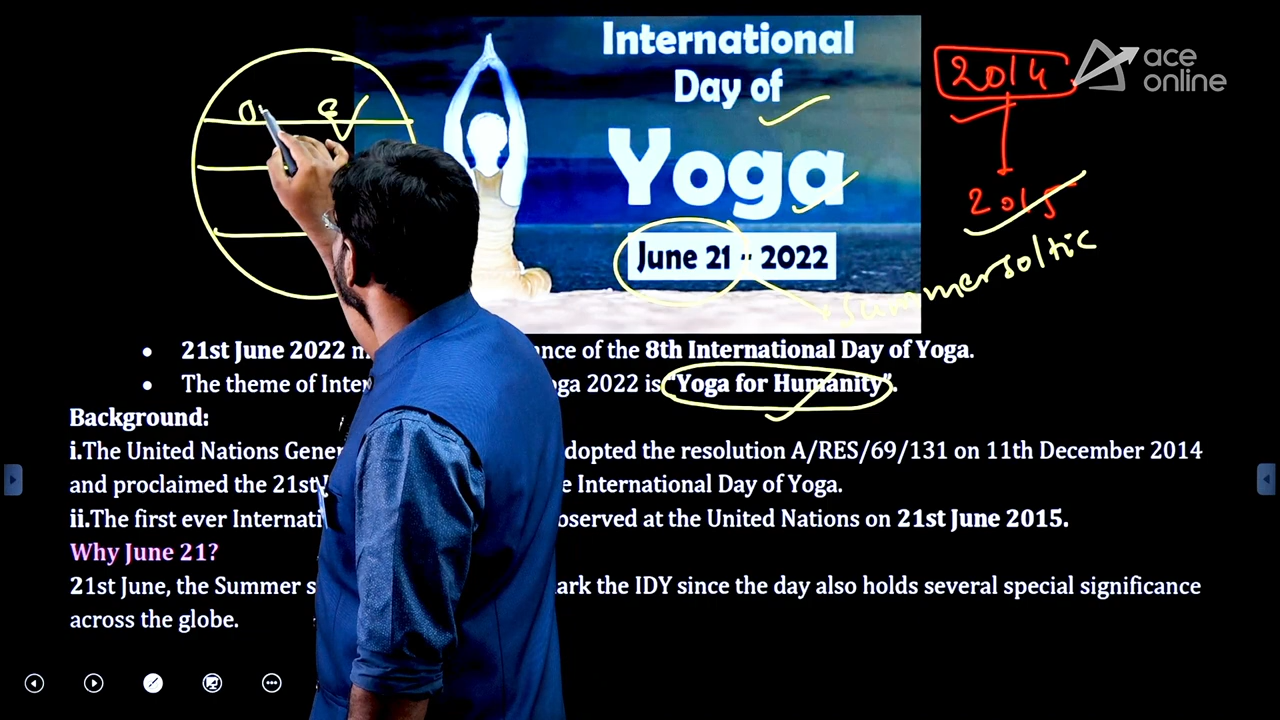 International
Day of
Yoga
June 21 - 2022
2014
2015
Summersoltic
ace
online
• 21st June 2022 nce of the 8th International Day of Yoga.
• The theme of Inter ga 2022 is “Yoga for Humanity”.
Background:
i.The United Nations Gener dopted the resolution A/RES/69/131 on 11th December 2014
and proclaimed the 21st e International Day of Yoga.
ii.The first ever Internati bserved at the United Nations on 21st June 2015.
Why June 21?
21st June, the Summer s ark the IDY since the day also holds several special significance
across the globe.